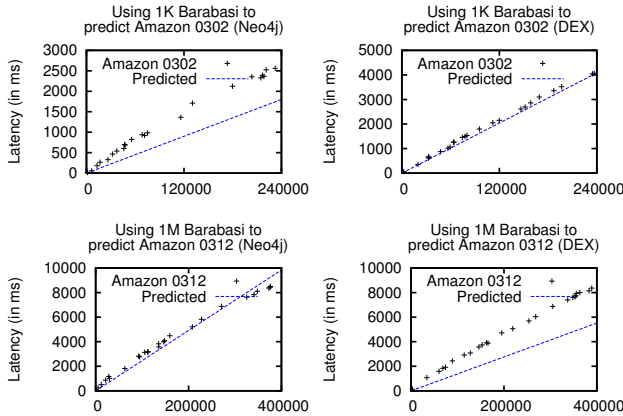 Using 1K Barabasi to
predict Amazon 0302 (Neo4j)
Latency (in ms)
3000
2500
2000
1500
1000
500
0
Amazon 0302
Predicted
0
120000
240000
Using 1K Barabasi to
predict Amazon 0302 (DEX)
Latency (in ms)
5000
4000
3000
2000
1000
0
Amazon 0302
Predicted
0
120000
240000
Using 1M Barabasi to
predict Amazon 0312 (Neo4j)
Latency (in ms)
10000
8000
6000
4000
2000
0
Amazon 0312
Predicted
0
200000
400000
Using 1M Barabasi to
predict Amazon 0312 (DEX)
Latency (in ms)
10000
8000
6000
4000
2000
0
Amazon 0312
Predicted
0
200000
400000